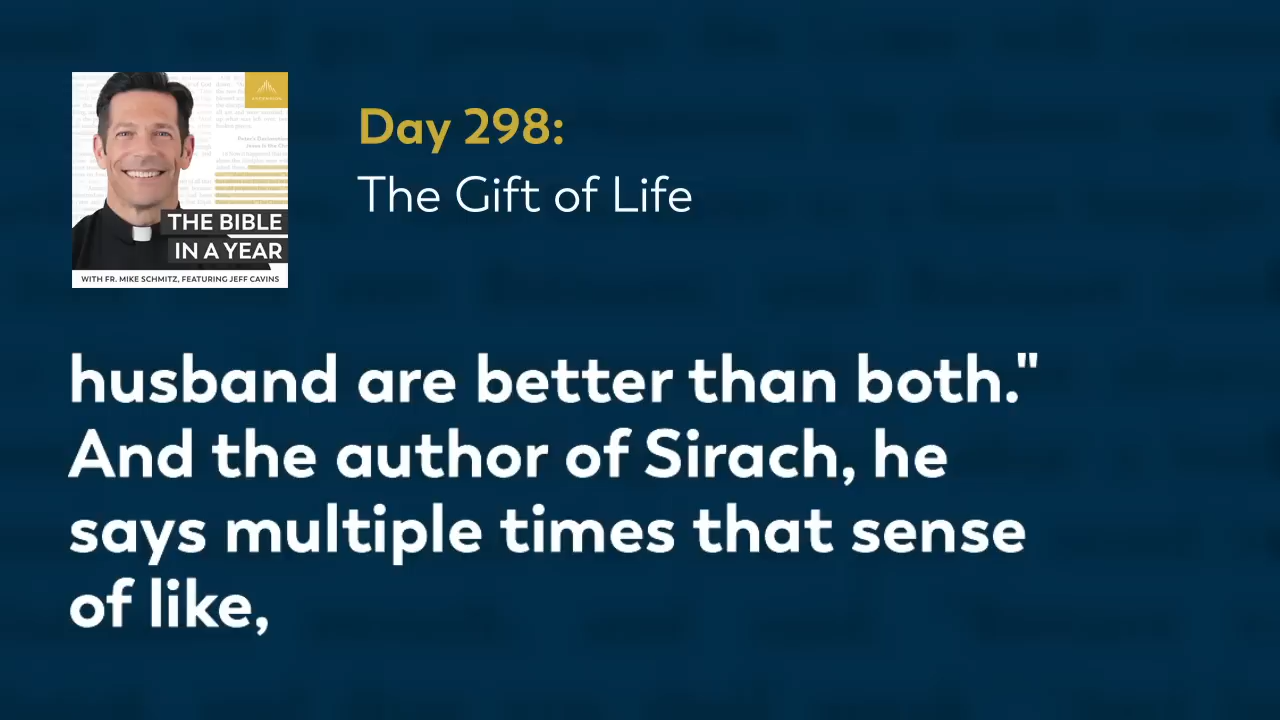 Day 298:
The Gift of Life
THE BIBLE
IN A YEAR
WITH FR. MIKE SCHMITZ, FEATURING JEFF CAVINS
husband are better than both."
And the author of Sirach, he
says multiple times that sense
of like,